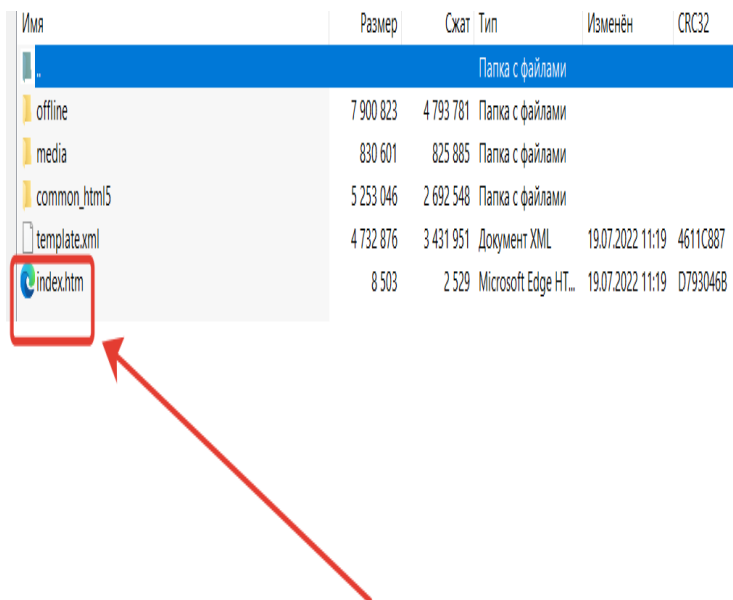 Имя Размер Сжат Тип Изменён CRC32
.. Папка с файлами
offline 7 900 823 4 793 781 Папка с файлами
media 830 601 825 885 Папка с файлами
common_html5 5 253 046 2 692 548 Папка с файлами
template.xml 4 732 876 3 431 951 Документ XML 19.07.2022 11:19 4611C887
index.htm 8 503 2 529 Microsoft Edge HT... 19.07.2022 11:19 D793046B